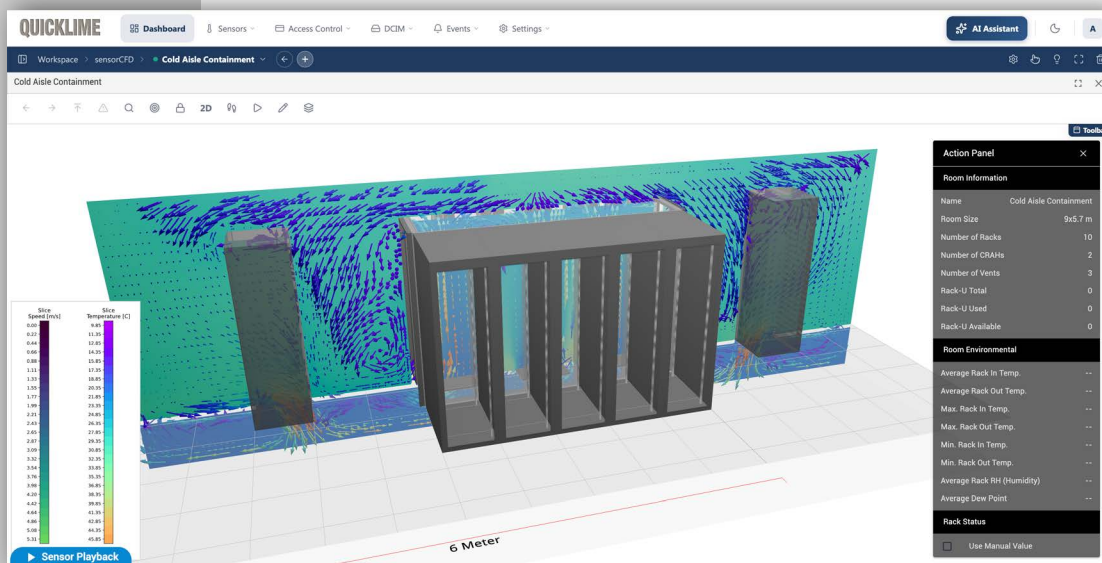 QUICKLIME
Dashboard
Sensors
Access Control
DCIM
Events
Settings
AI Assistant
A
Workspace > sensorCFD > Cold Aisle Containment
Cold Aisle Containment
2D
Action Panel
Room Information
Name Cold Aisle Containment
Room Size 9x5.7 m
Number of Racks 10
Number of CRAHs 2
Number of Vents 3
Rack-U Total 0
Rack-U Used 0
Rack-U Available 0
Room Environmental
Average Rack In Temp. --
Average Rack Out Temp. --
Max. Rack In Temp. --
Max. Rack Out Temp. --
Min. Rack In Temp. --
Min. Rack Out Temp. --
Average Rack RH (Humidity) --
Average Dew Point --
Rack Status
Use Manual Value
Slice Slice
Speed [m/s] Temperature [C]
0.00 9.85
0.22 11.35
0.44 12.85
0.66 14.35
0.88 15.85
1.11 17.35
1.33 18.85
1.55 20.35
1.77 21.85
1.99 23.35
2.21 24.85
2.43 26.35
2.65 27.85
2.87 29.35
3.09 30.85
3.32 32.35
3.54 33.85
3.76 35.35
3.98 36.85
4.20 38.35
4.42 39.85
4.64 41.35
4.86 42.85
5.08 44.35
5.31 45.85
Sensor Playback
6 Meter